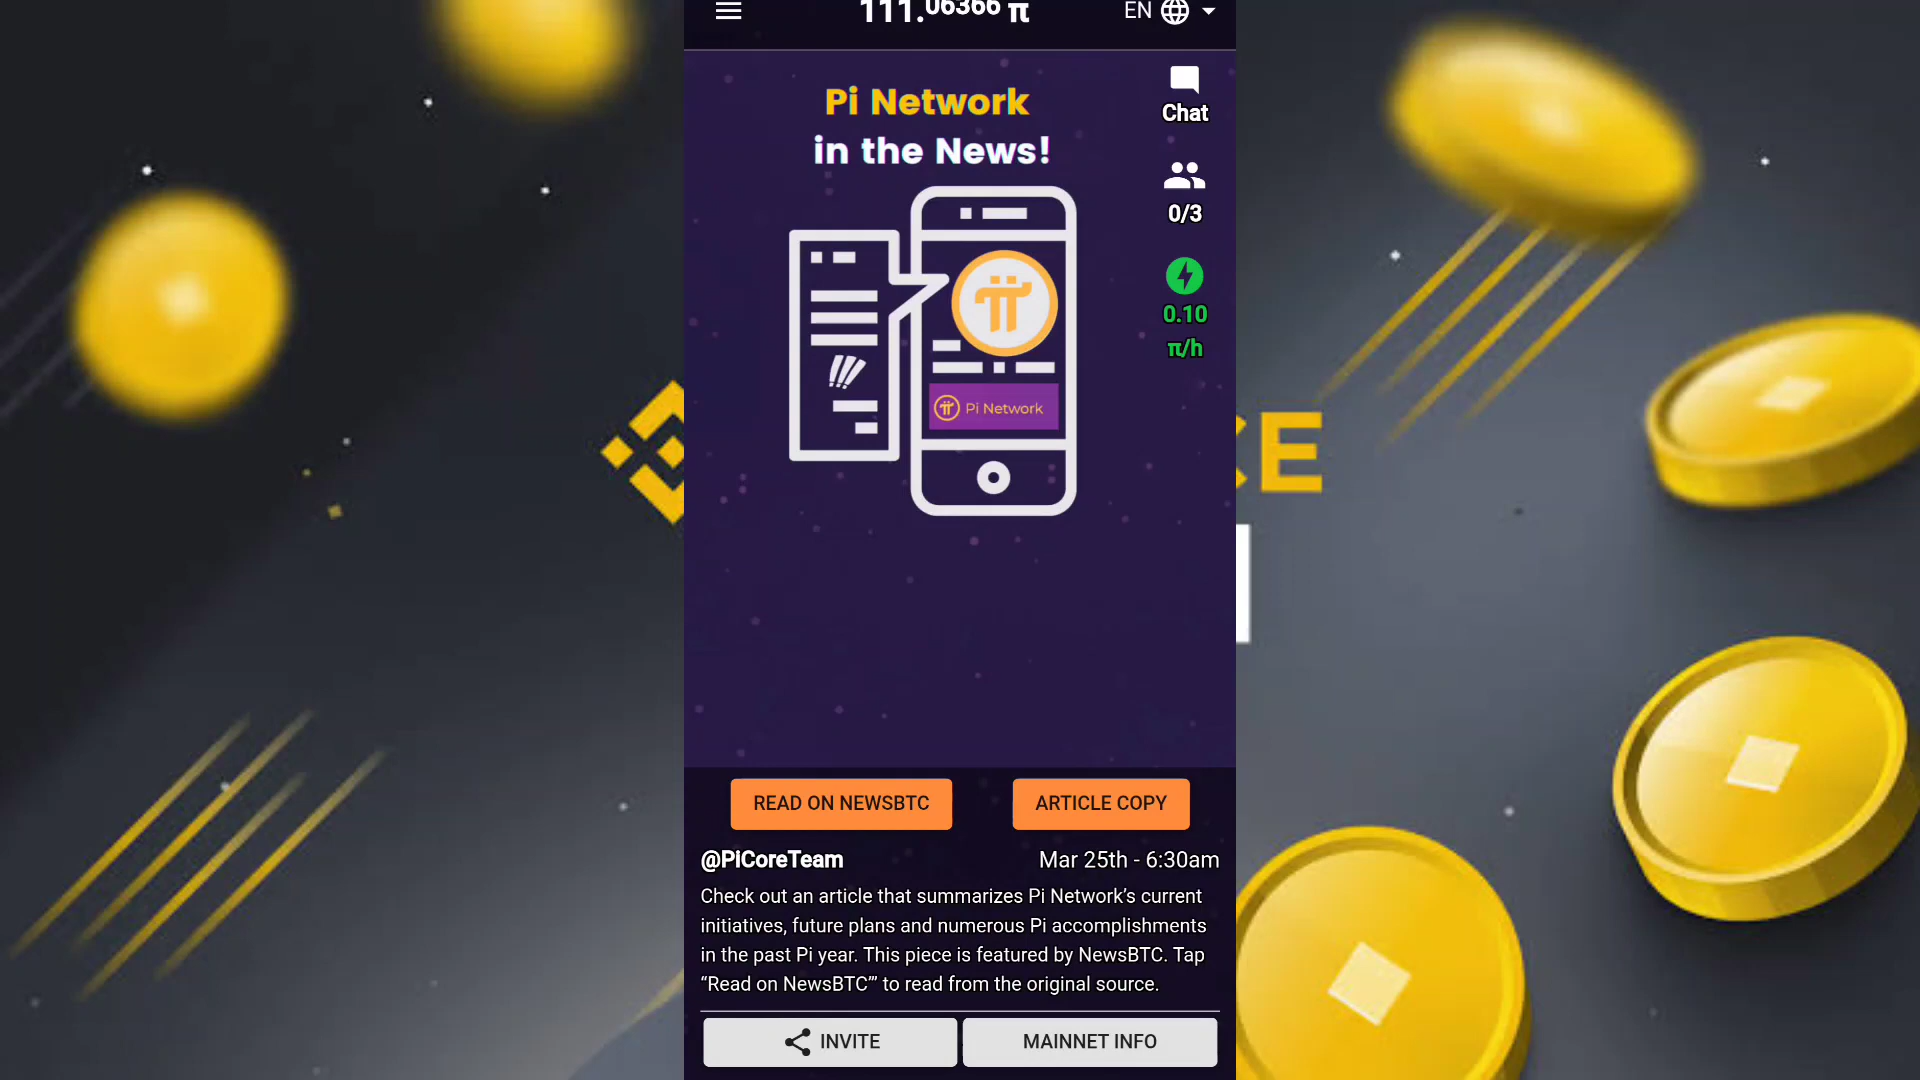 111.06366 π
EN
Pi Network
in the News!
Chat
0/3
0.10
π/h
Pi Network
E
READ ON NEWSBTC
ARTICLE COPY
@PiCoreTeam
Mar 25th - 6:30am
Check out an article that summarizes Pi Network’s current
initiatives, future plans and numerous Pi accomplishments
in the past Pi year. This piece is featured by NewsBTC. Tap
“Read on NewsBTC”’ to read from the original source.
INVITE
MAINNET INFO